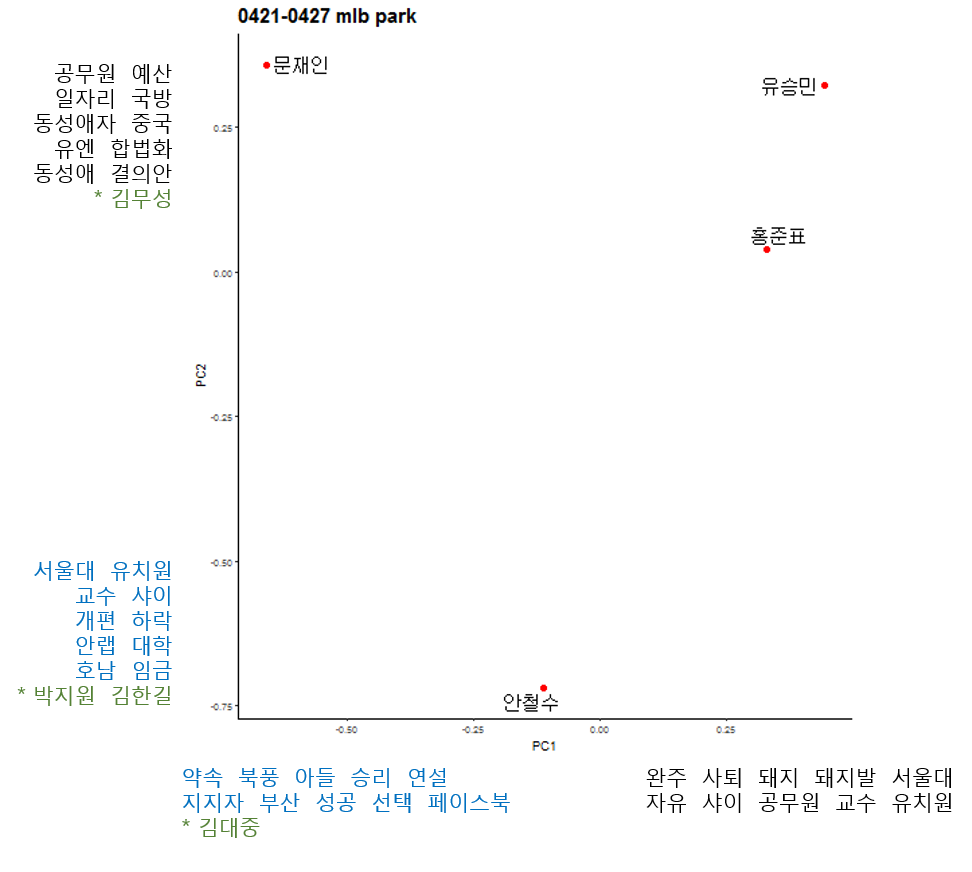 0421-0427 mlb park
문재인
유승민
홍준표
안철수
공무원 예산
일자리 국방
동성애자 중국
유엔 합법화
동성애 결의안
* 김무성
서울대 유치원
교수 샤이
개편 하락
안랩 대학
호남 임금
* 박지원 김한길
PC2
0.25
0.00
-0.25
-0.50
-0.75
-0.50
-0.25
0.00
0.25
PC1
약속 북풍 아들 승리 연설
지지자 부산 성공 선택 페이스북
* 김대중
완주 사퇴 돼지 돼지발 서울대
자유 샤이 공무원 교수 유치원